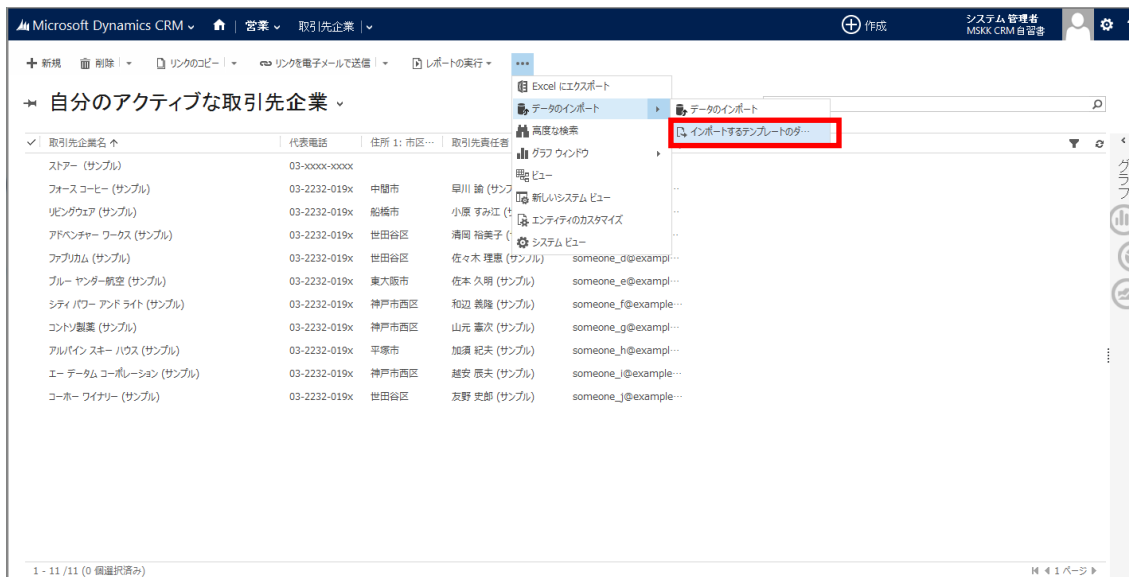 Microsoft Dynamics CRM 営業 取引先企業 作成 システム 管理者
MSKK CRM 自習書
新規 削除 リンクのコピー リンクを電子メールで送信 レポートの実行 •••
Excel にエクスポート
自分のアクティブな取引先企業
データのインポート データのインポート
高度な検索 インポートするテンプレートのダ…
取引先企業名 代表電話 住所 1: 市区… 取引先責任者
グラフ ウィンドウ
グラフ
ストアー (サンプル) 03-xxxx-xxxx
ビュー
フォース コーヒー (サンプル) 03-2232-019x 中間市 早川 諭 (サンプ
新しいシステム ビュー
リビングウェア (サンプル) 03-2232-019x 船橋市 小原 すみ江 (サ
エンティティのカスタマイズ
アドベンチャー ワークス (サンプル) 03-2232-019x 世田谷区 清岡 裕美子 (
システム ビュー
ファブリカム (サンプル) 03-2232-019x 世田谷区 佐々木 理恵 (サンプル) someone_d@exampl…
ブルー ヤンダー航空 (サンプル) 03-2232-019x 東大阪市 佐本 久明 (サンプル) someone_e@exampl…
シティ パワー アンド ライト (サンプル) 03-2232-019x 神戸市西区 和辺 義隆 (サンプル) someone_f@example…
コントソ製薬 (サンプル) 03-2232-019x 神戸市西区 山元 憲次 (サンプル) someone_g@exampl…
アルパイン スキー ハウス (サンプル) 03-2232-019x 平塚市 加須 紀夫 (サンプル) someone_h@exampl…
エー データム コーポレーション (サンプル) 03-2232-019x 神戸市西区 越安 辰夫 (サンプル) someone_i@example…
コーホー ワイナリー (サンプル) 03-2232-019x 世田谷区 友野 史郎 (サンプル) someone_j@example…
1 - 11 /11 (0 個選択済み) 1 ページ